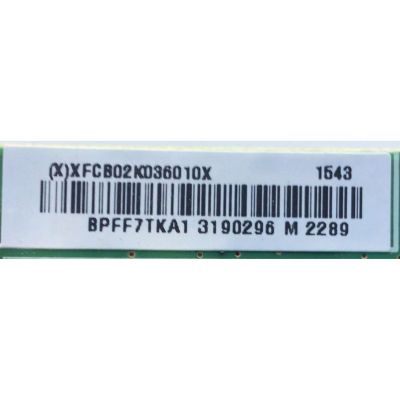 (X)XFCB02K036010X 1543
BPFF7TKA1 3190296 M 2289